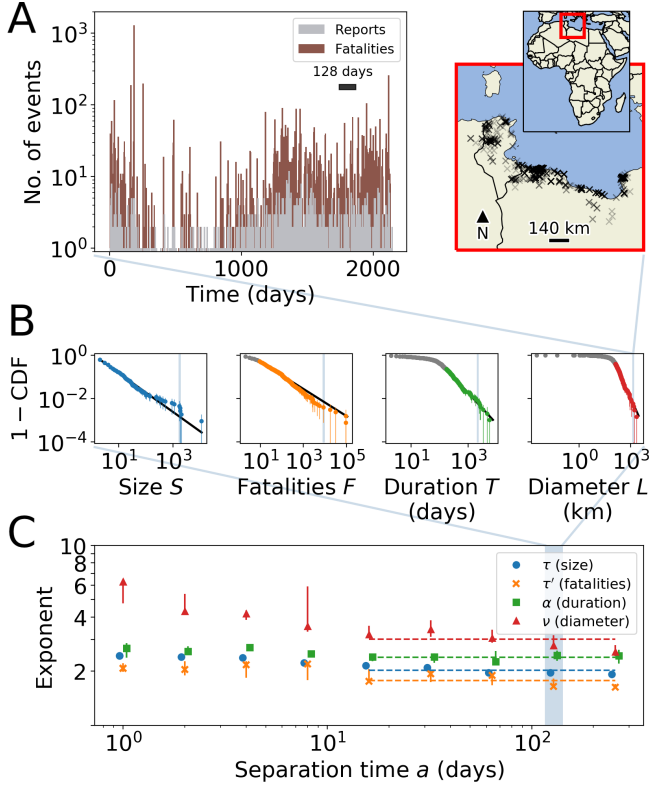 A
10³
10²
10¹
10⁰
No. of events
Reports
Fatalities
128 days
0
1000
2000
Time (days)
N
140 km
B
1 − CDF
10⁰
10⁻²
10⁻⁴
10¹
10³
Size S
10¹
10³
10⁵
Fatalities F
10¹
10³
Duration T
(days)
10⁰
10³
Diameter L
(km)
C
Exponent
10
8
6
4
2
τ (size)
τ′ (fatalities)
α (duration)
ν (diameter)
10⁰
10¹
10²
Separation time a (days)